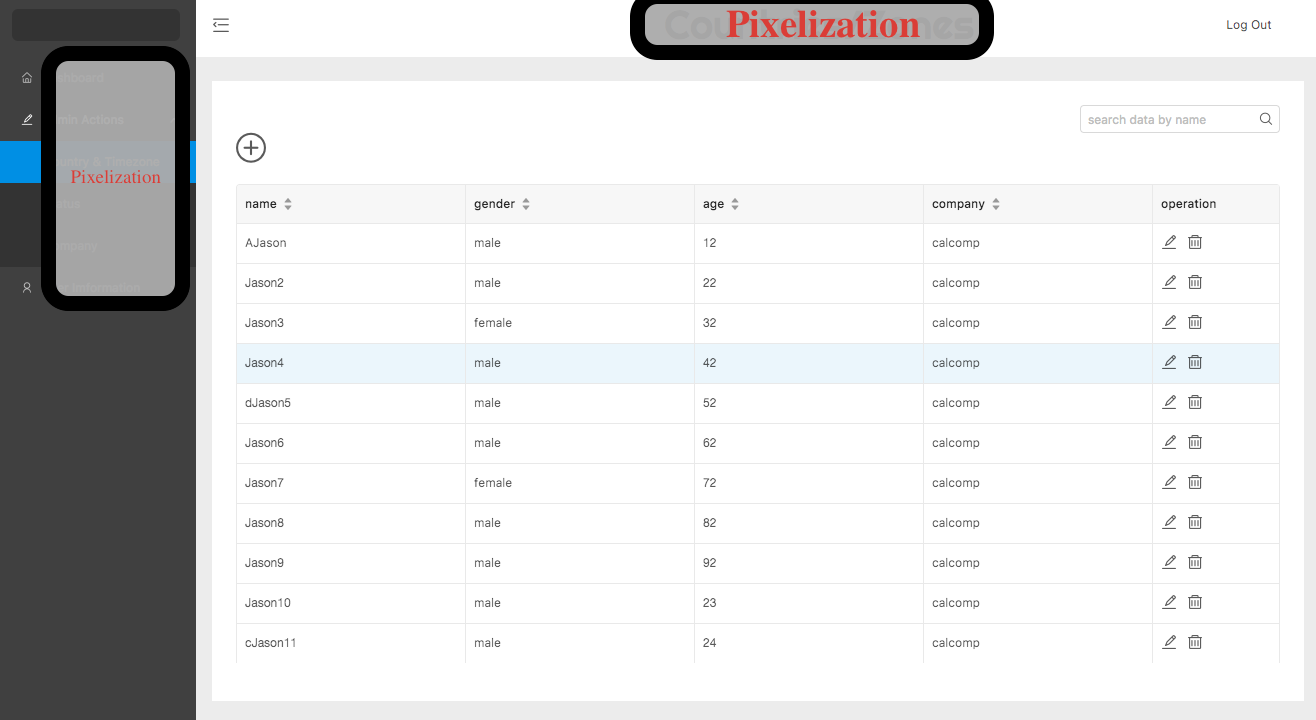 Pixelization
Log Out
Pixelization
search data by name
name gender age company operation
AJason male 12 calcomp
Jason2 male 22 calcomp
Jason3 female 32 calcomp
Jason4 male 42 calcomp
dJason5 male 52 calcomp
Jason6 male 62 calcomp
Jason7 female 72 calcomp
Jason8 male 82 calcomp
Jason9 male 92 calcomp
Jason10 male 23 calcomp
cJason11 male 24 calcomp